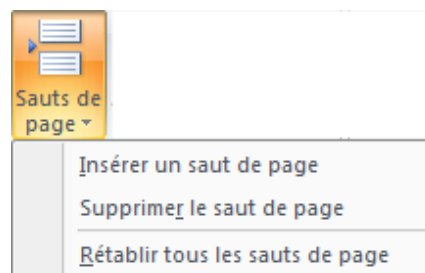 Sauts de
page
Insérer un saut de page
Supprimer le saut de page
Rétablir tous les sauts de page